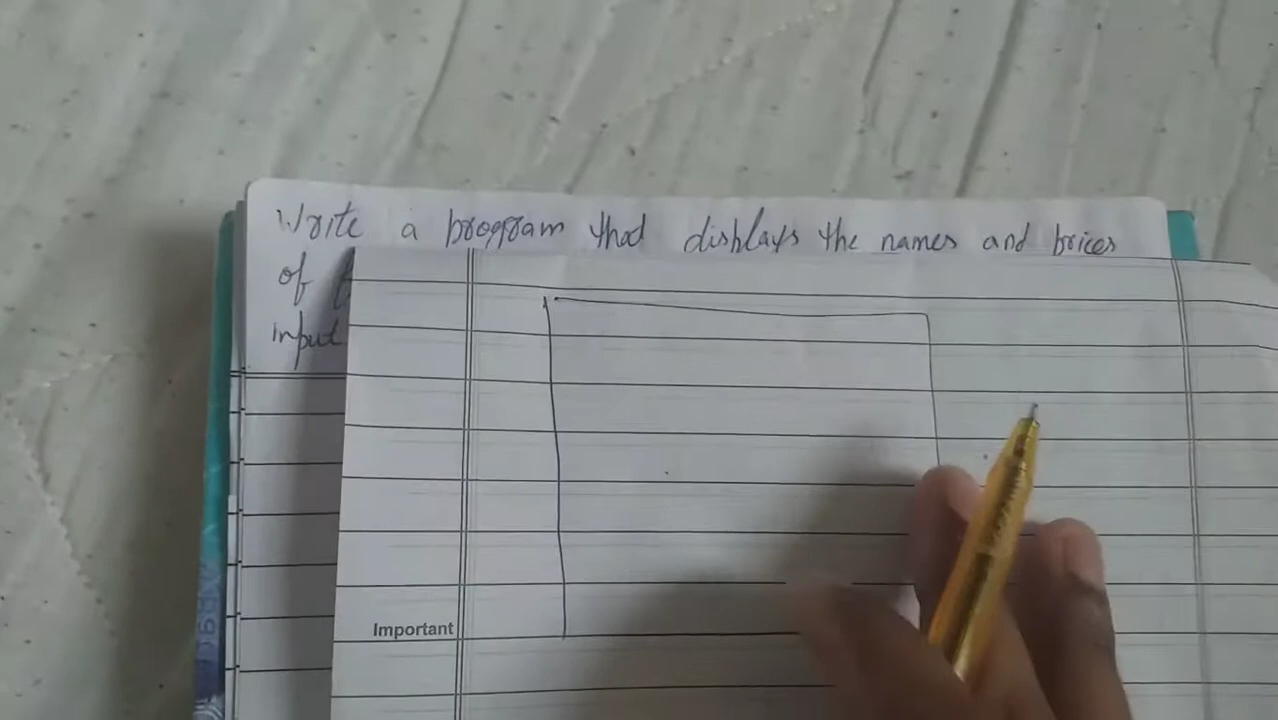 Write a program that displays the names and prices
of
input
Important